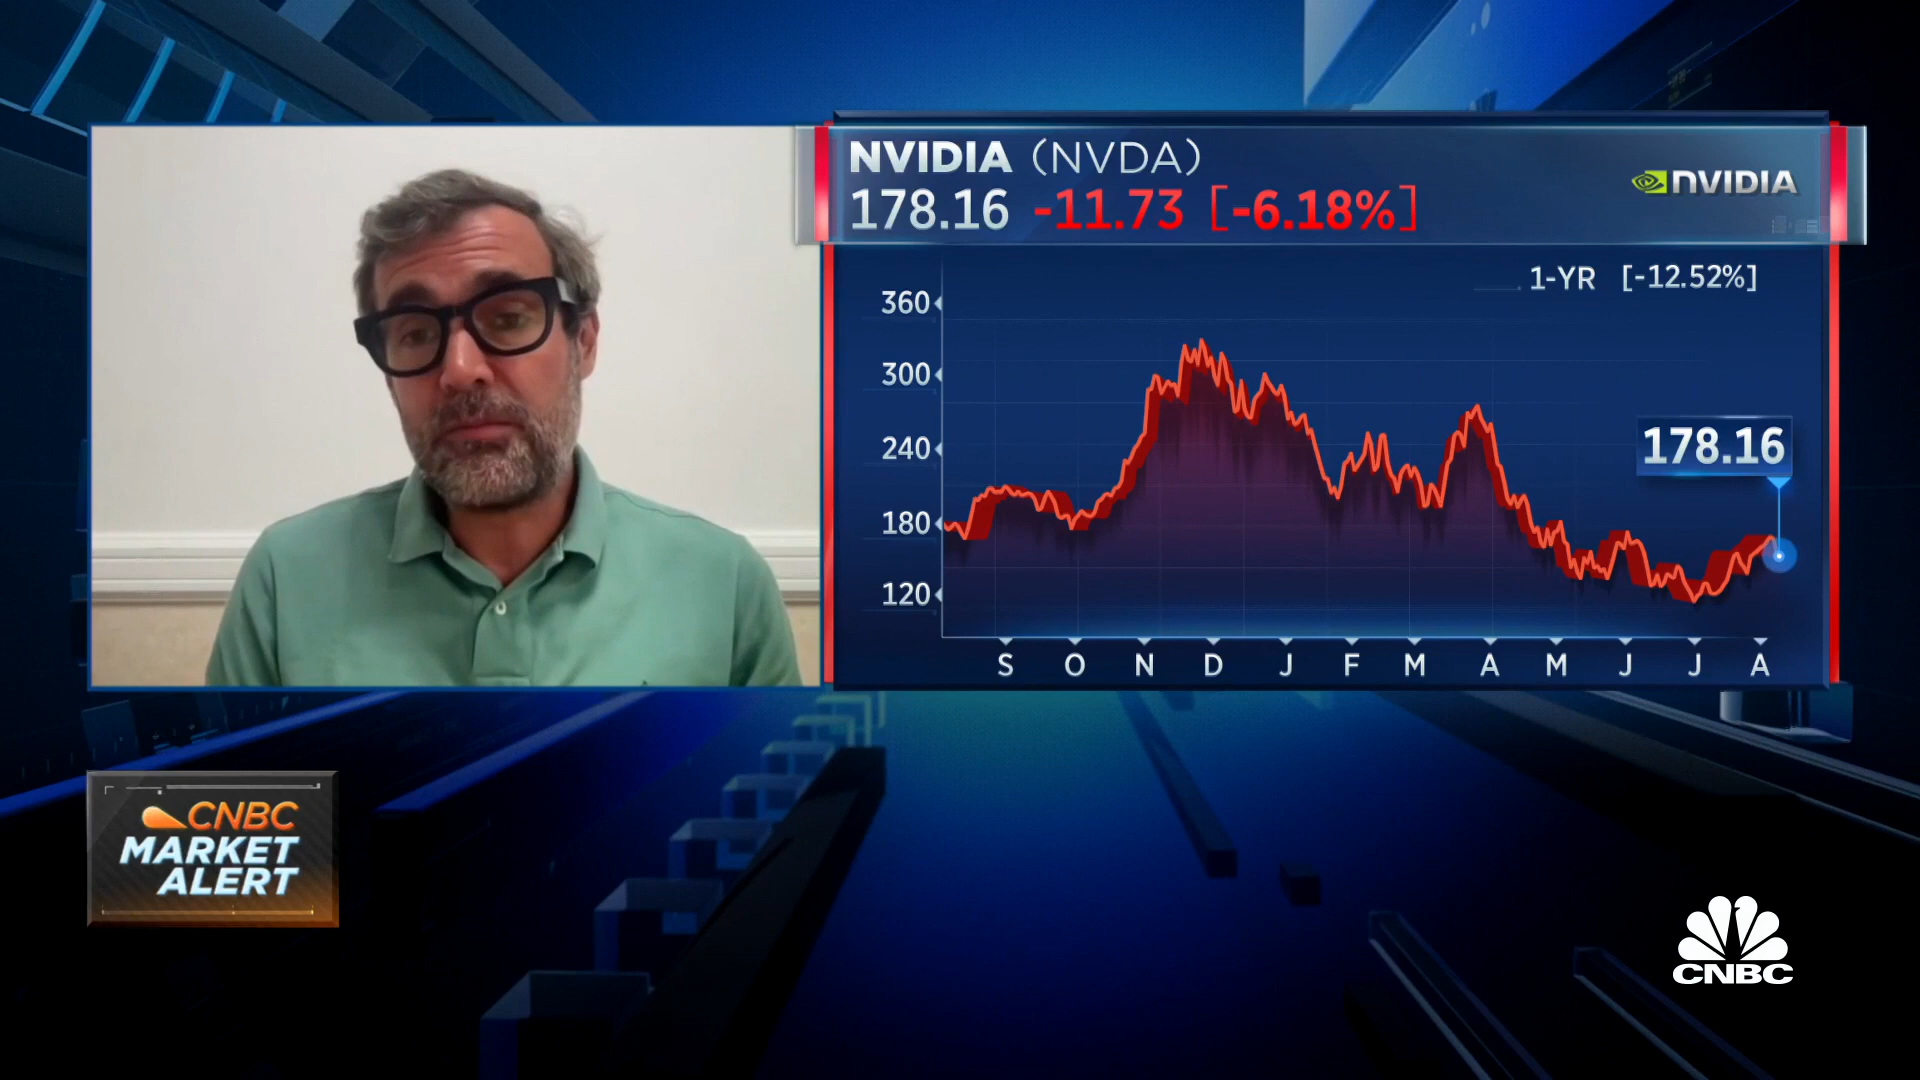 NVIDIA (NVDA)
178.16 -11.73 [-6.18%]
NVIDIA
1-YR [-12.52%]
360
300
240
180
120
178.16
S O N D J F M A M J J A
CNBC
MARKET
ALERT
CNBC